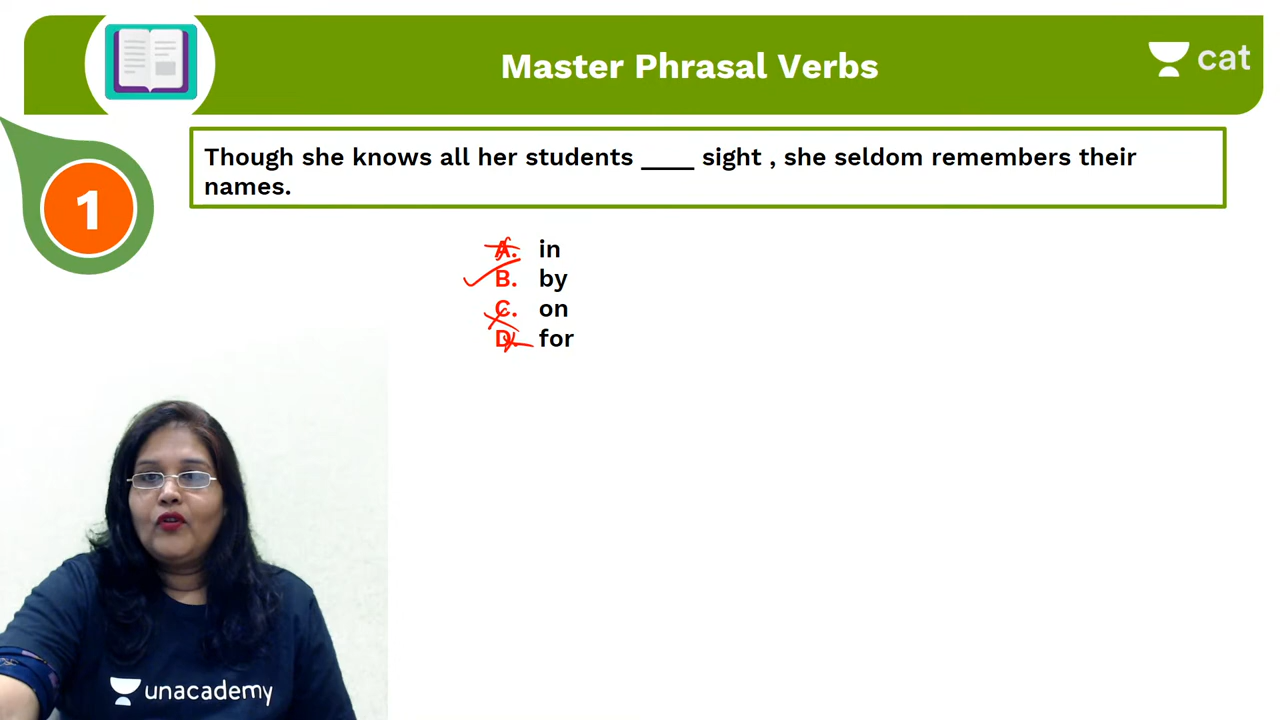 Master Phrasal Verbs
cat
1
Though she knows all her students ____ sight , she seldom remembers their
names.
A. in
B. by
C. on
D. for
unacademy